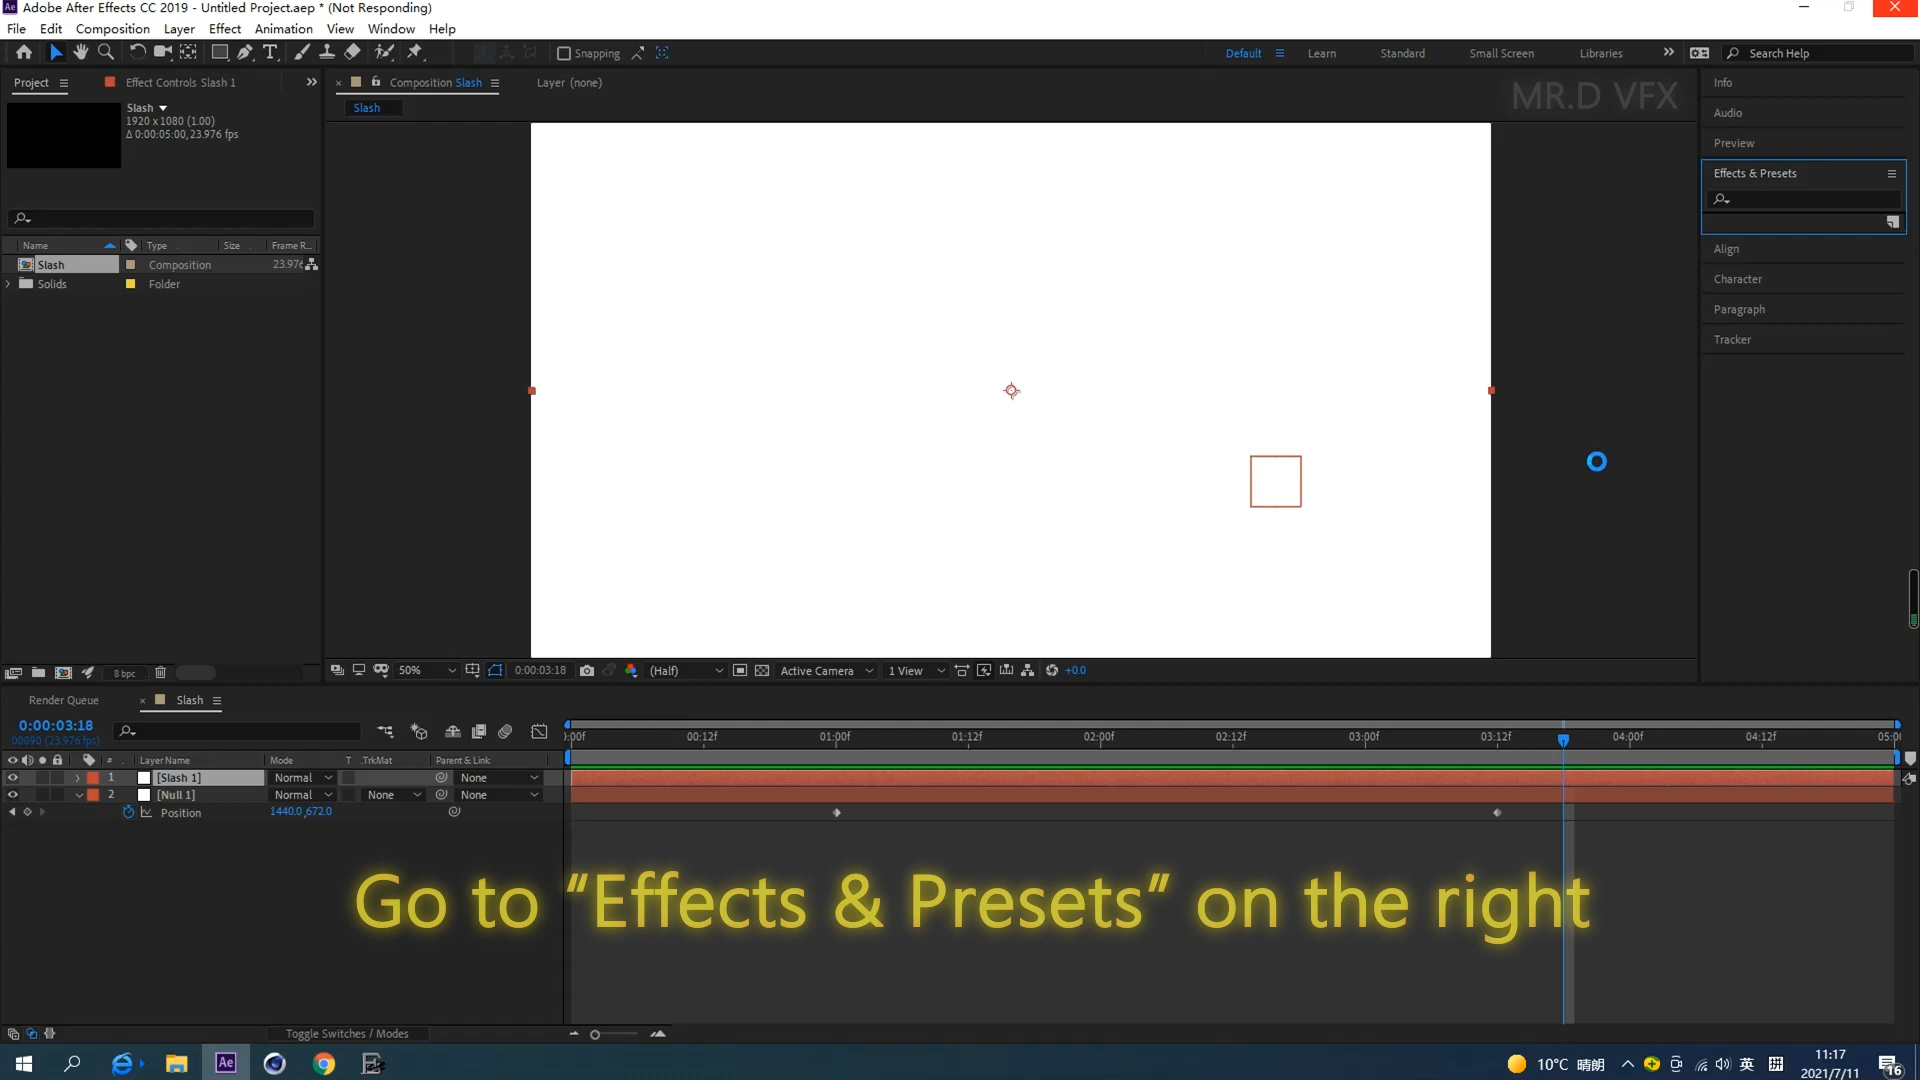 Adobe After Effects CC 2019 - Untitled Project.aep * (Not Responding)
File Edit Composition Layer Effect Animation View Window Help
Snapping Default Learn Standard Small Screen Libraries Search Help
Project Effect Controls Slash 1 Composition Slash Layer (none) Info
Slash
1920 x 1080 (1.00)
Δ 0:00:05:00, 23.976 fps
Slash
MR.D VFX
Audio
Preview
Effects & Presets
Align
Character
Paragraph
Tracker
Name Type Size Frame R...
Slash Composition 23.976
Solids Folder
8 bpc
50% 0:00:03:18 (Half) Active Camera 1 View +0.0
Render Queue Slash
0:00:03:18
00090 (23.976 fps)
):00f 00:12f 01:00f 01:12f 02:00f 02:12f 03:00f 03:12f 04:00f 04:12f 05:00
# Layer Name Mode T .TrkMat Parent & Link
1 [Slash 1] Normal None
2 [Null 1] Normal None None
Position 1440.0,672.0
Go to “Effects & Presets” on the right
Toggle Switches / Modes
Ae
10°C 晴朗 英 拼 11:17
2021/7/11 16